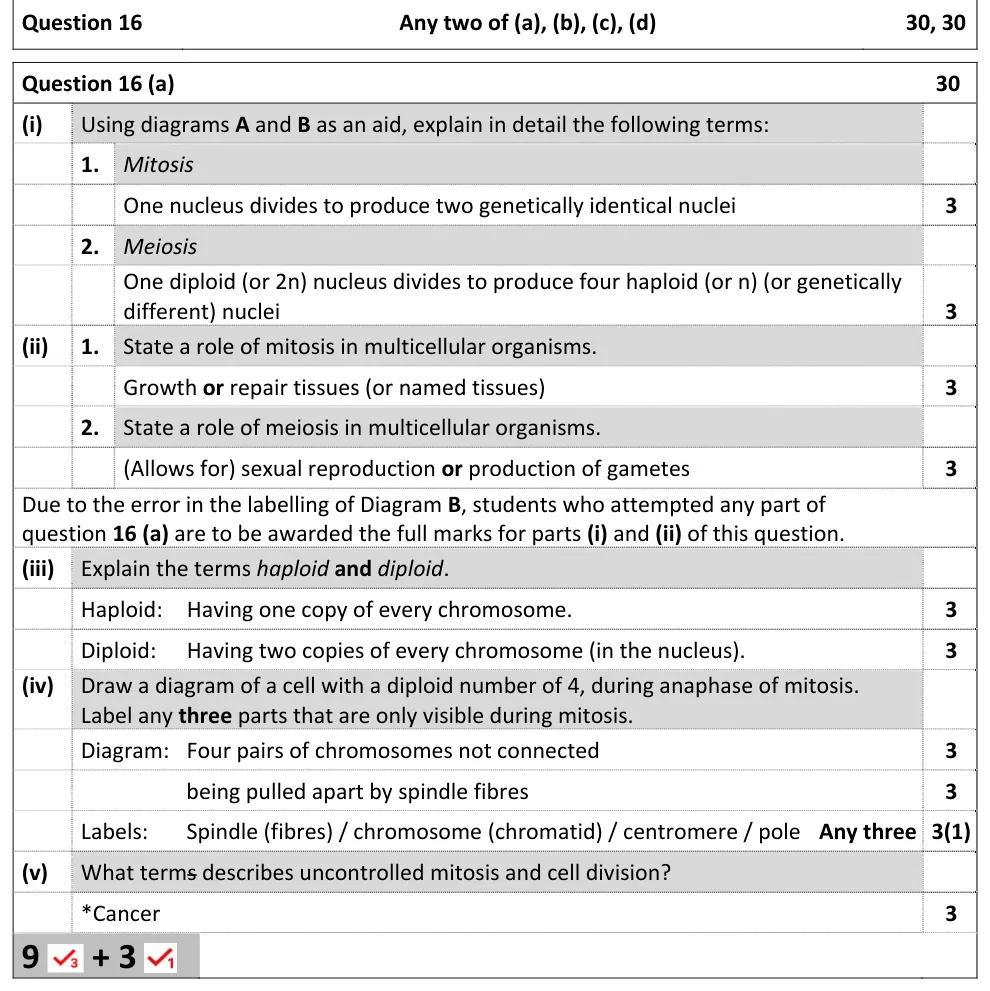 Question 16 Any two of (a), (b), (c), (d) 30, 30
Question 16 (a) 30
(i) Using diagrams A and B as an aid, explain in detail the following terms:
1. Mitosis
One nucleus divides to produce two genetically identical nuclei 3
2. Meiosis
One diploid (or 2n) nucleus divides to produce four haploid (or n) (or genetically
different) nuclei 3
(ii) 1. State a role of mitosis in multicellular organisms.
Growth or repair tissues (or named tissues) 3
2. State a role of meiosis in multicellular organisms.
(Allows for) sexual reproduction or production of gametes 3
Due to the error in the labelling of Diagram B, students who attempted any part of
question 16 (a) are to be awarded the full marks for parts (i) and (ii) of this question.
(iii) Explain the terms haploid and diploid.
Haploid: Having one copy of every chromosome. 3
Diploid: Having two copies of every chromosome (in the nucleus). 3
(iv) Draw a diagram of a cell with a diploid number of 4, during anaphase of mitosis.
Label any three parts that are only visible during mitosis.
Diagram: Four pairs of chromosomes not connected 3
being pulled apart by spindle fibres 3
Labels: Spindle (fibres) / chromosome (chromatid) / centromere / pole Any three 3(1)
(v) What terms describes uncontrolled mitosis and cell division?
*Cancer 3
9 ✓3 + 3 ✓1